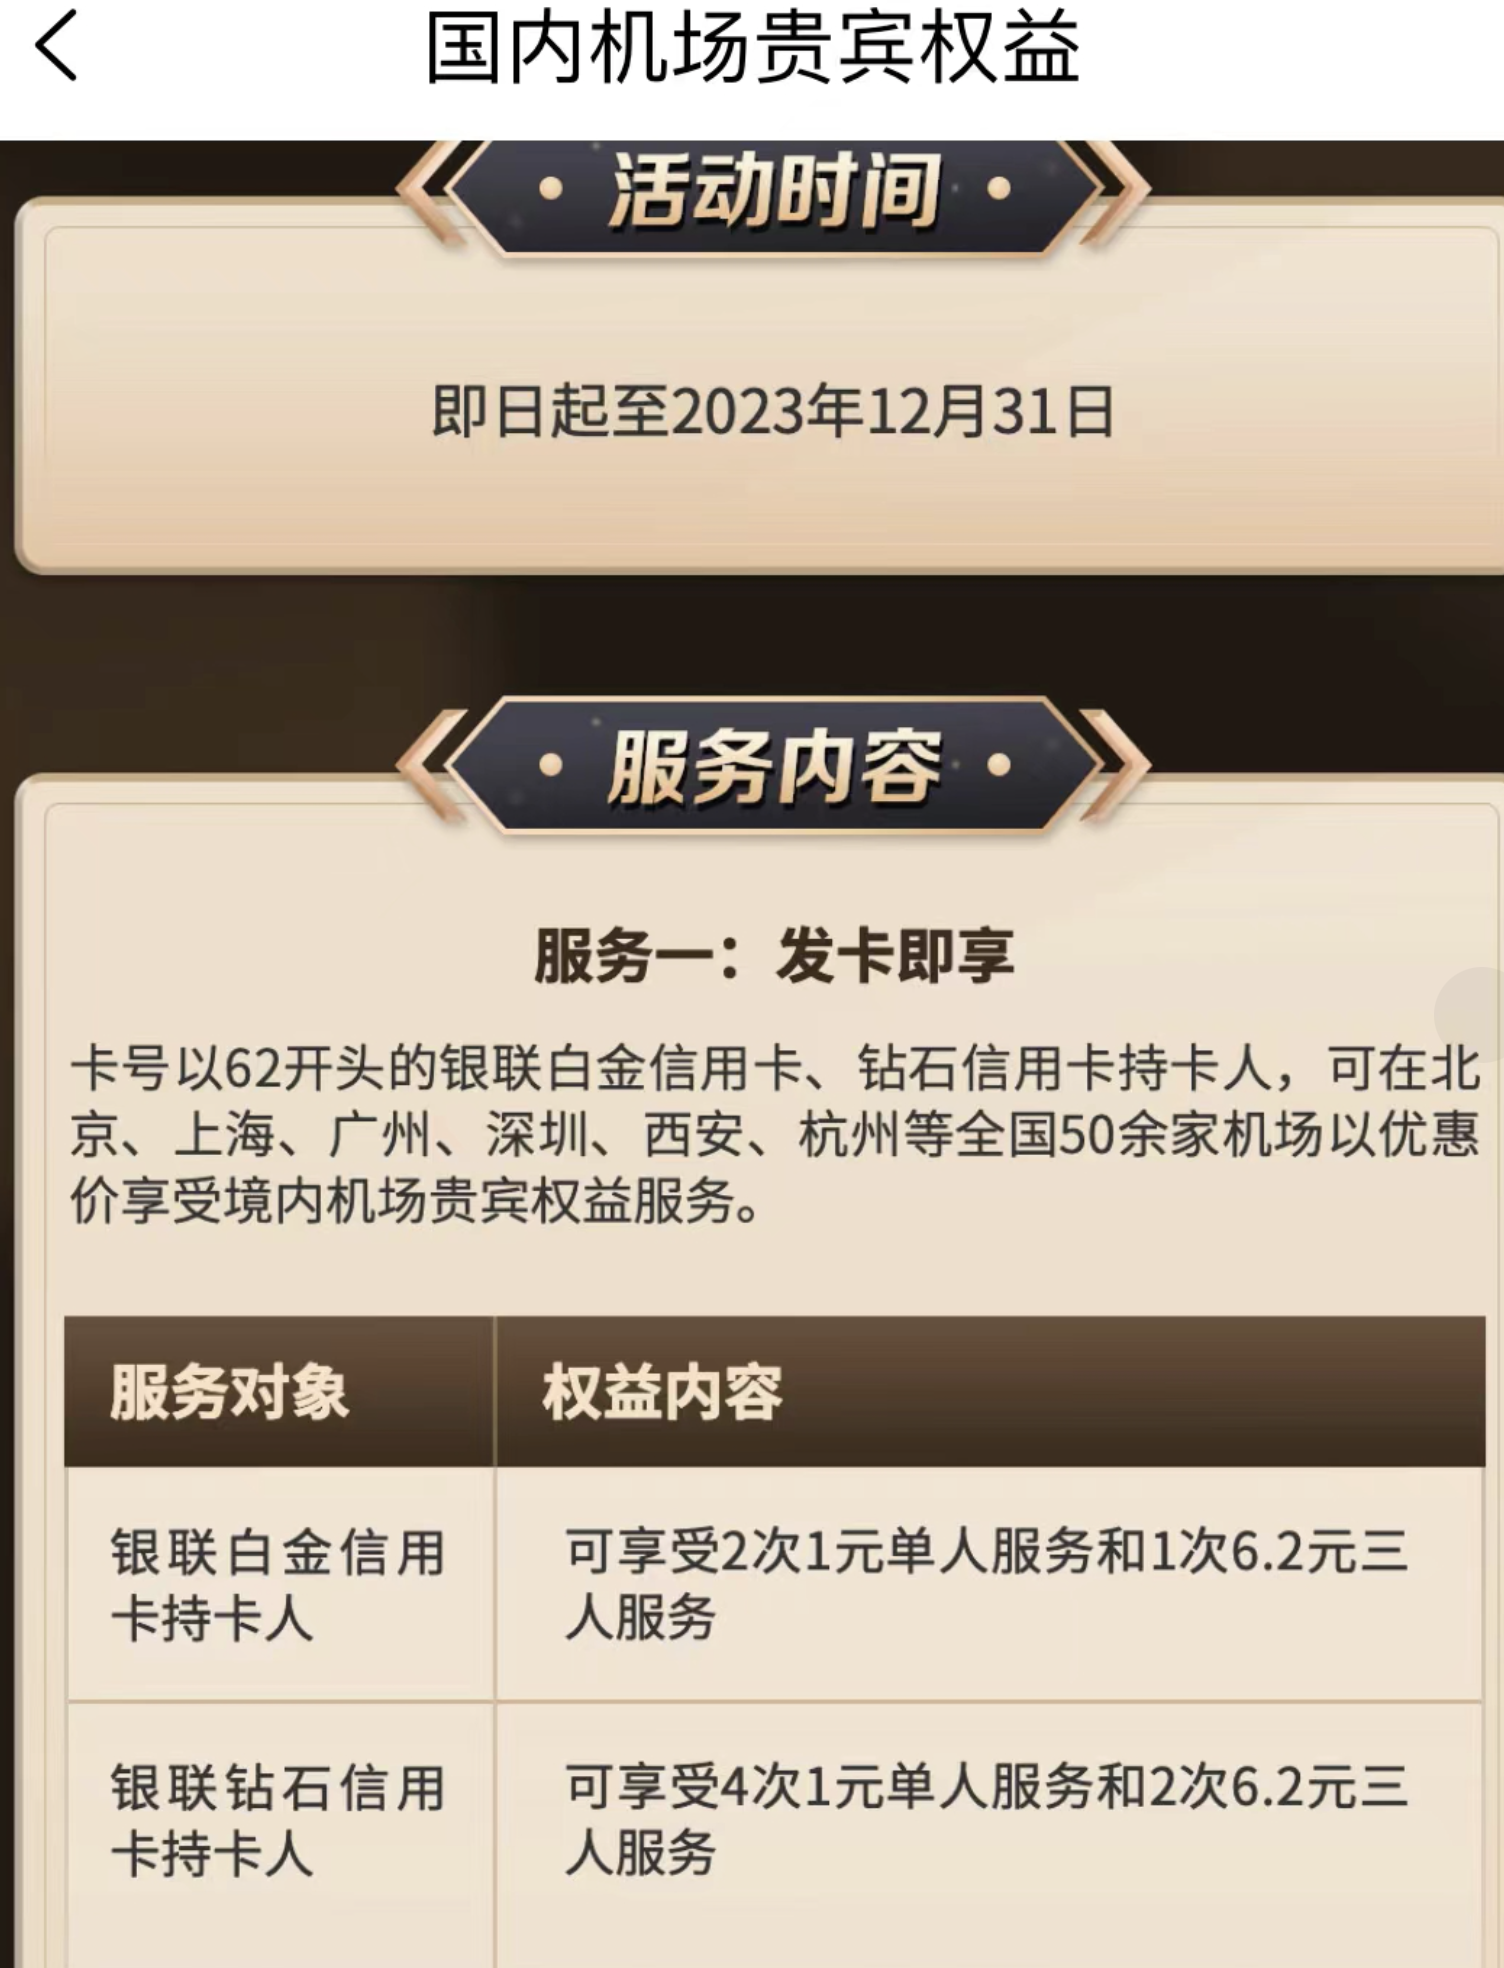 国内机场贵宾权益
活动时间
即日起至2023年12月31日
服务内容
服务一：发卡即享
卡号以62开头的银联白金信用卡、钻石信用卡持卡人，可在北
京、上海、广州、深圳、西安、杭州等全国50余家机场以优惠
价享受境内机场贵宾权益服务。
服务对象 权益内容
银联白金信用
卡持卡人
可享受2次1元单人服务和1次6.2元三
人服务
银联钻石信用
卡持卡人
可享受4次1元单人服务和2次6.2元三
人服务